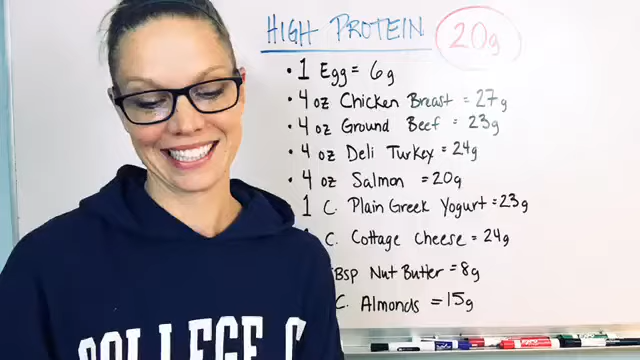 HIGH PROTEIN 20g
• 1 Egg = 6g
• 4 oz Chicken Breast = 27g
• 4 oz Ground Beef = 23g
• 4 oz Deli Turkey = 24g
• 4 oz Salmon = 20g
1 C. Plain Greek Yogurt = 23g
C. Cottage Cheese = 24g
Bsp Nut Butter = 8g
C. Almonds = 15g
COLLEGE